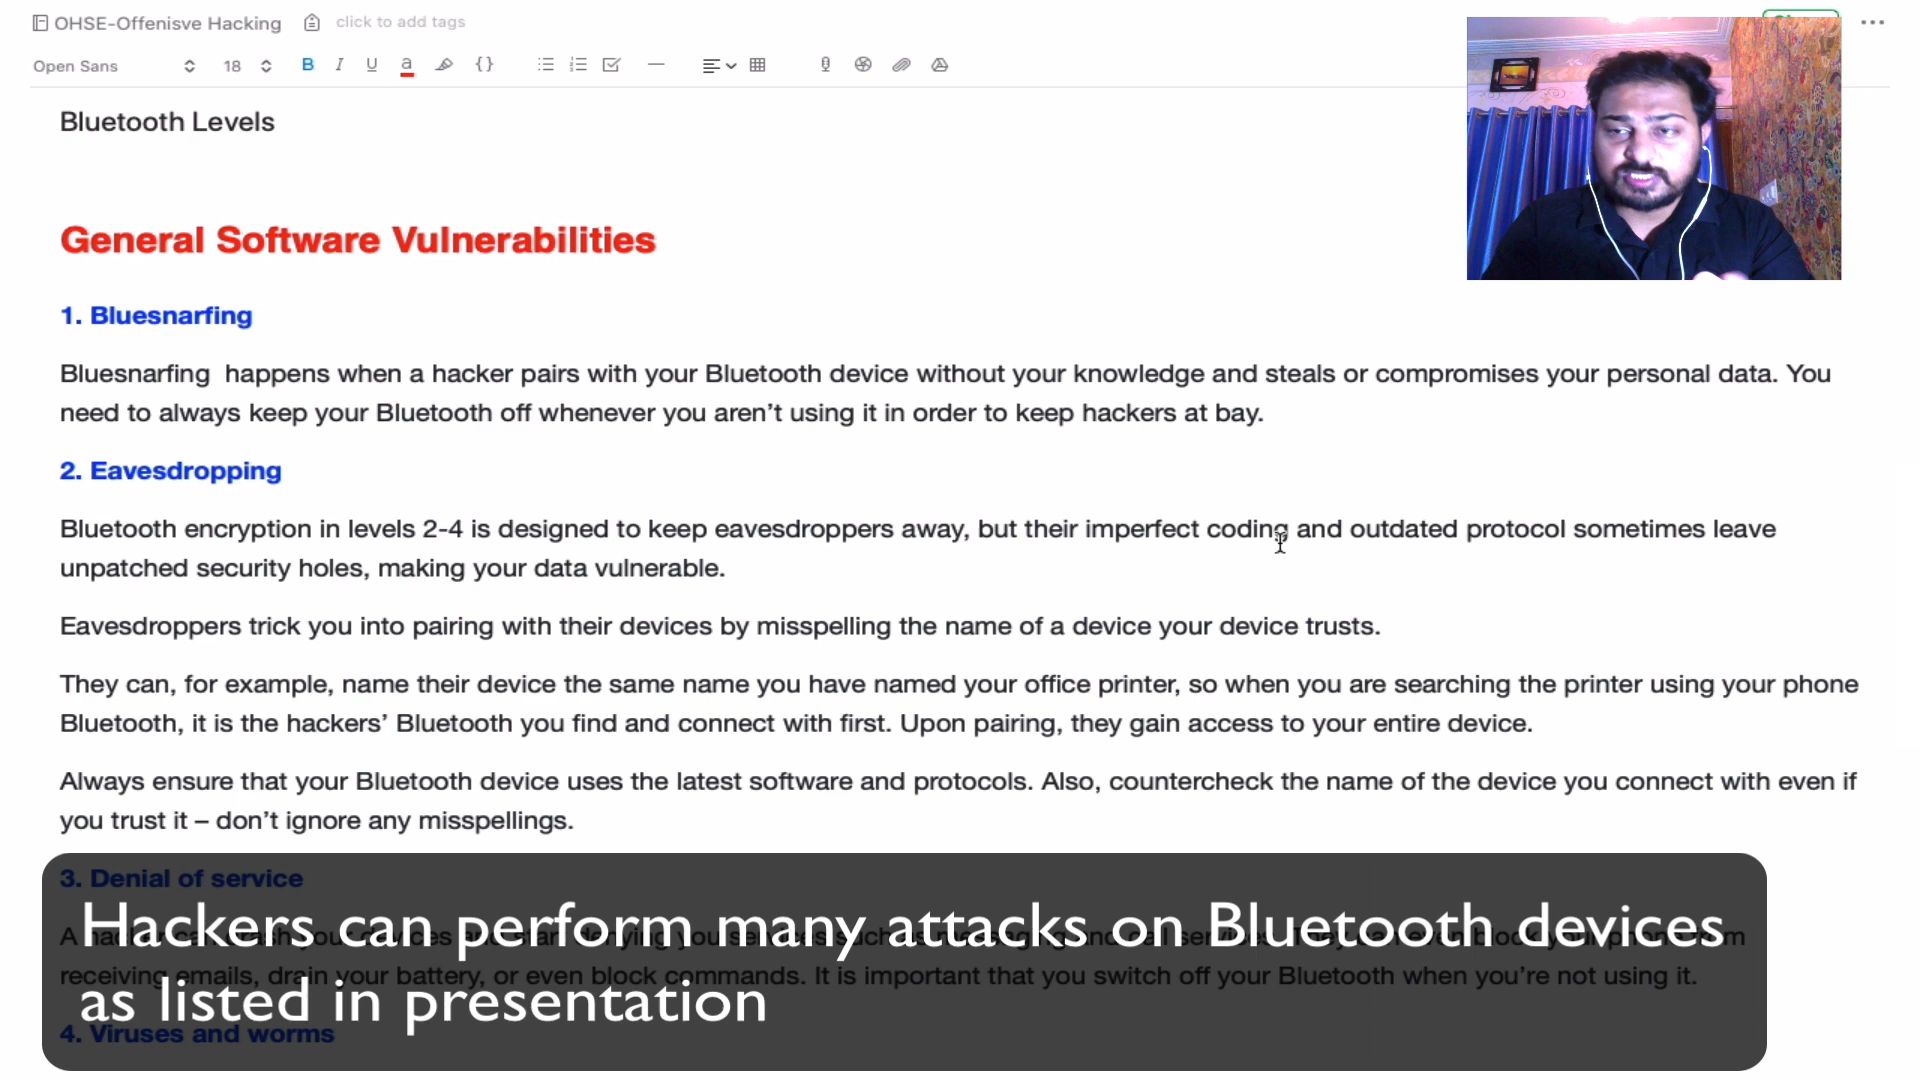 OHSE-Offenisve Hacking click to add tags
Open Sans 18 B I U a {}
Bluetooth Levels
General Software Vulnerabilities
1. Bluesnarfing
Bluesnarfing happens when a hacker pairs with your Bluetooth device without your knowledge and steals or compromises your personal data. You
need to always keep your Bluetooth off whenever you aren’t using it in order to keep hackers at bay.
2. Eavesdropping
Bluetooth encryption in levels 2-4 is designed to keep eavesdroppers away, but their imperfect coding and outdated protocol sometimes leave
unpatched security holes, making your data vulnerable.
Eavesdroppers trick you into pairing with their devices by misspelling the name of a device your device trusts.
They can, for example, name their device the same name you have named your office printer, so when you are searching the printer using your phone
Bluetooth, it is the hackers’ Bluetooth you find and connect with first. Upon pairing, they gain access to your entire device.
Always ensure that your Bluetooth device uses the latest software and protocols. Also, countercheck the name of the device you connect with even if
you trust it – don’t ignore any misspellings.
3. Denial of service
Hackers can perform many attacks on Bluetooth devices
receiving emails, drain your battery, or even block commands. It is important that you switch off your Bluetooth when you’re not using it.
as listed in presentation
4. Viruses and worms